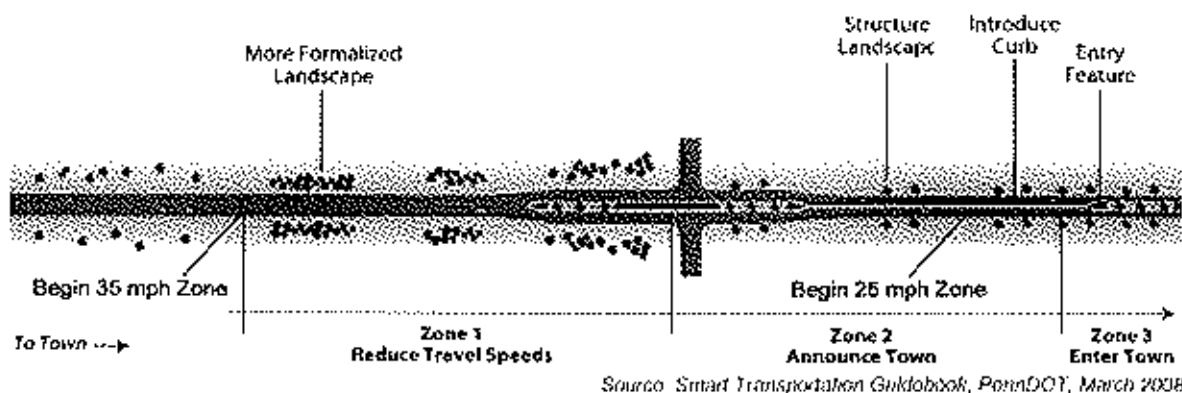 More Formalized
Landscape
Structure
Landscape
Introduce
Curb
Entry
Feature
Begin 35 mph Zone
Begin 25 mph Zone
To Town
Zone 1
Reduce Travel Speeds
Zone 2
Announce Town
Zone 3
Enter Town
Source: Smart Transportation Guidebook, PennDOT, March 2008